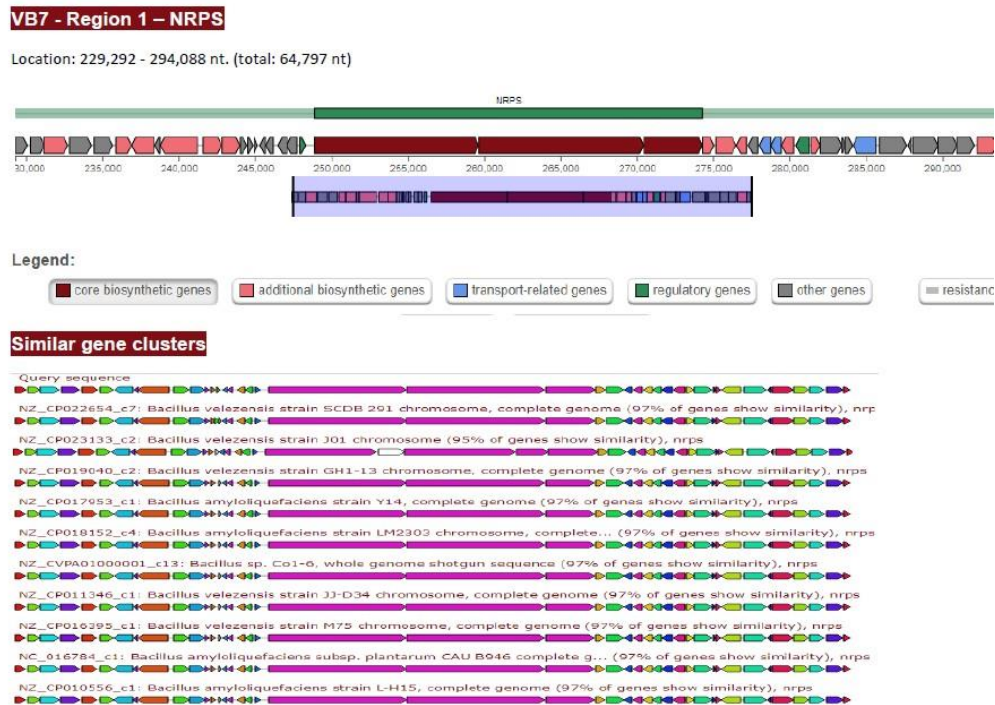 VB7 - Region 1 – NRPS
Location: 229,292 - 294,088 nt. (total: 64,797 nt)
NRPS
30,000 235,000 240,000 245,000 250,000 255,000 260,000 265,000 270,000 275,000 280,000 285,000 290,000
Legend:
core biosynthetic genes additional biosynthetic genes transport-related genes regulatory genes other genes resistanc
Similar gene clusters
Query sequence
NZ_CP022654_c7: Bacillus velezensis strain SCDB 291 chromosome, complete genome (97% of genes show similarity), nrp
NZ_CP023133_c2: Bacillus velezensis strain J01 chromosome (95% of genes show similarity), nrps
NZ_CP019040_c2: Bacillus velezensis strain GH1-13 chromosome, complete genome (97% of genes show similarity), nrps
NZ_CP017953_c1: Bacillus amyloliquefaciens strain Y14, complete genome (97% of genes show similarity), nrps
NZ_CP018152_c4: Bacillus amyloliquefaciens strain LM2303 chromosome, complete... (97% of genes show similarity), nrps
NZ_CVPA01000001_c13: Bacillus sp. Co1-6, whole genome shotgun sequence (97% of genes show similarity), nrps
NZ_CP011346_c1: Bacillus velezensis strain JJ-D34 chromosome, complete genome (97% of genes show similarity), nrps
NZ_CP016395_c1: Bacillus velezensis strain M75 chromosome, complete genome (97% of genes show similarity), nrps
NC_016784_c1: Bacillus amyloliquefaciens subsp. plantarum CAU B946 complete g... (97% of genes show similarity), nrps
NZ_CP010556_c1: Bacillus amyloliquefaciens strain L-H15, complete genome (97% of genes show similarity), nrps